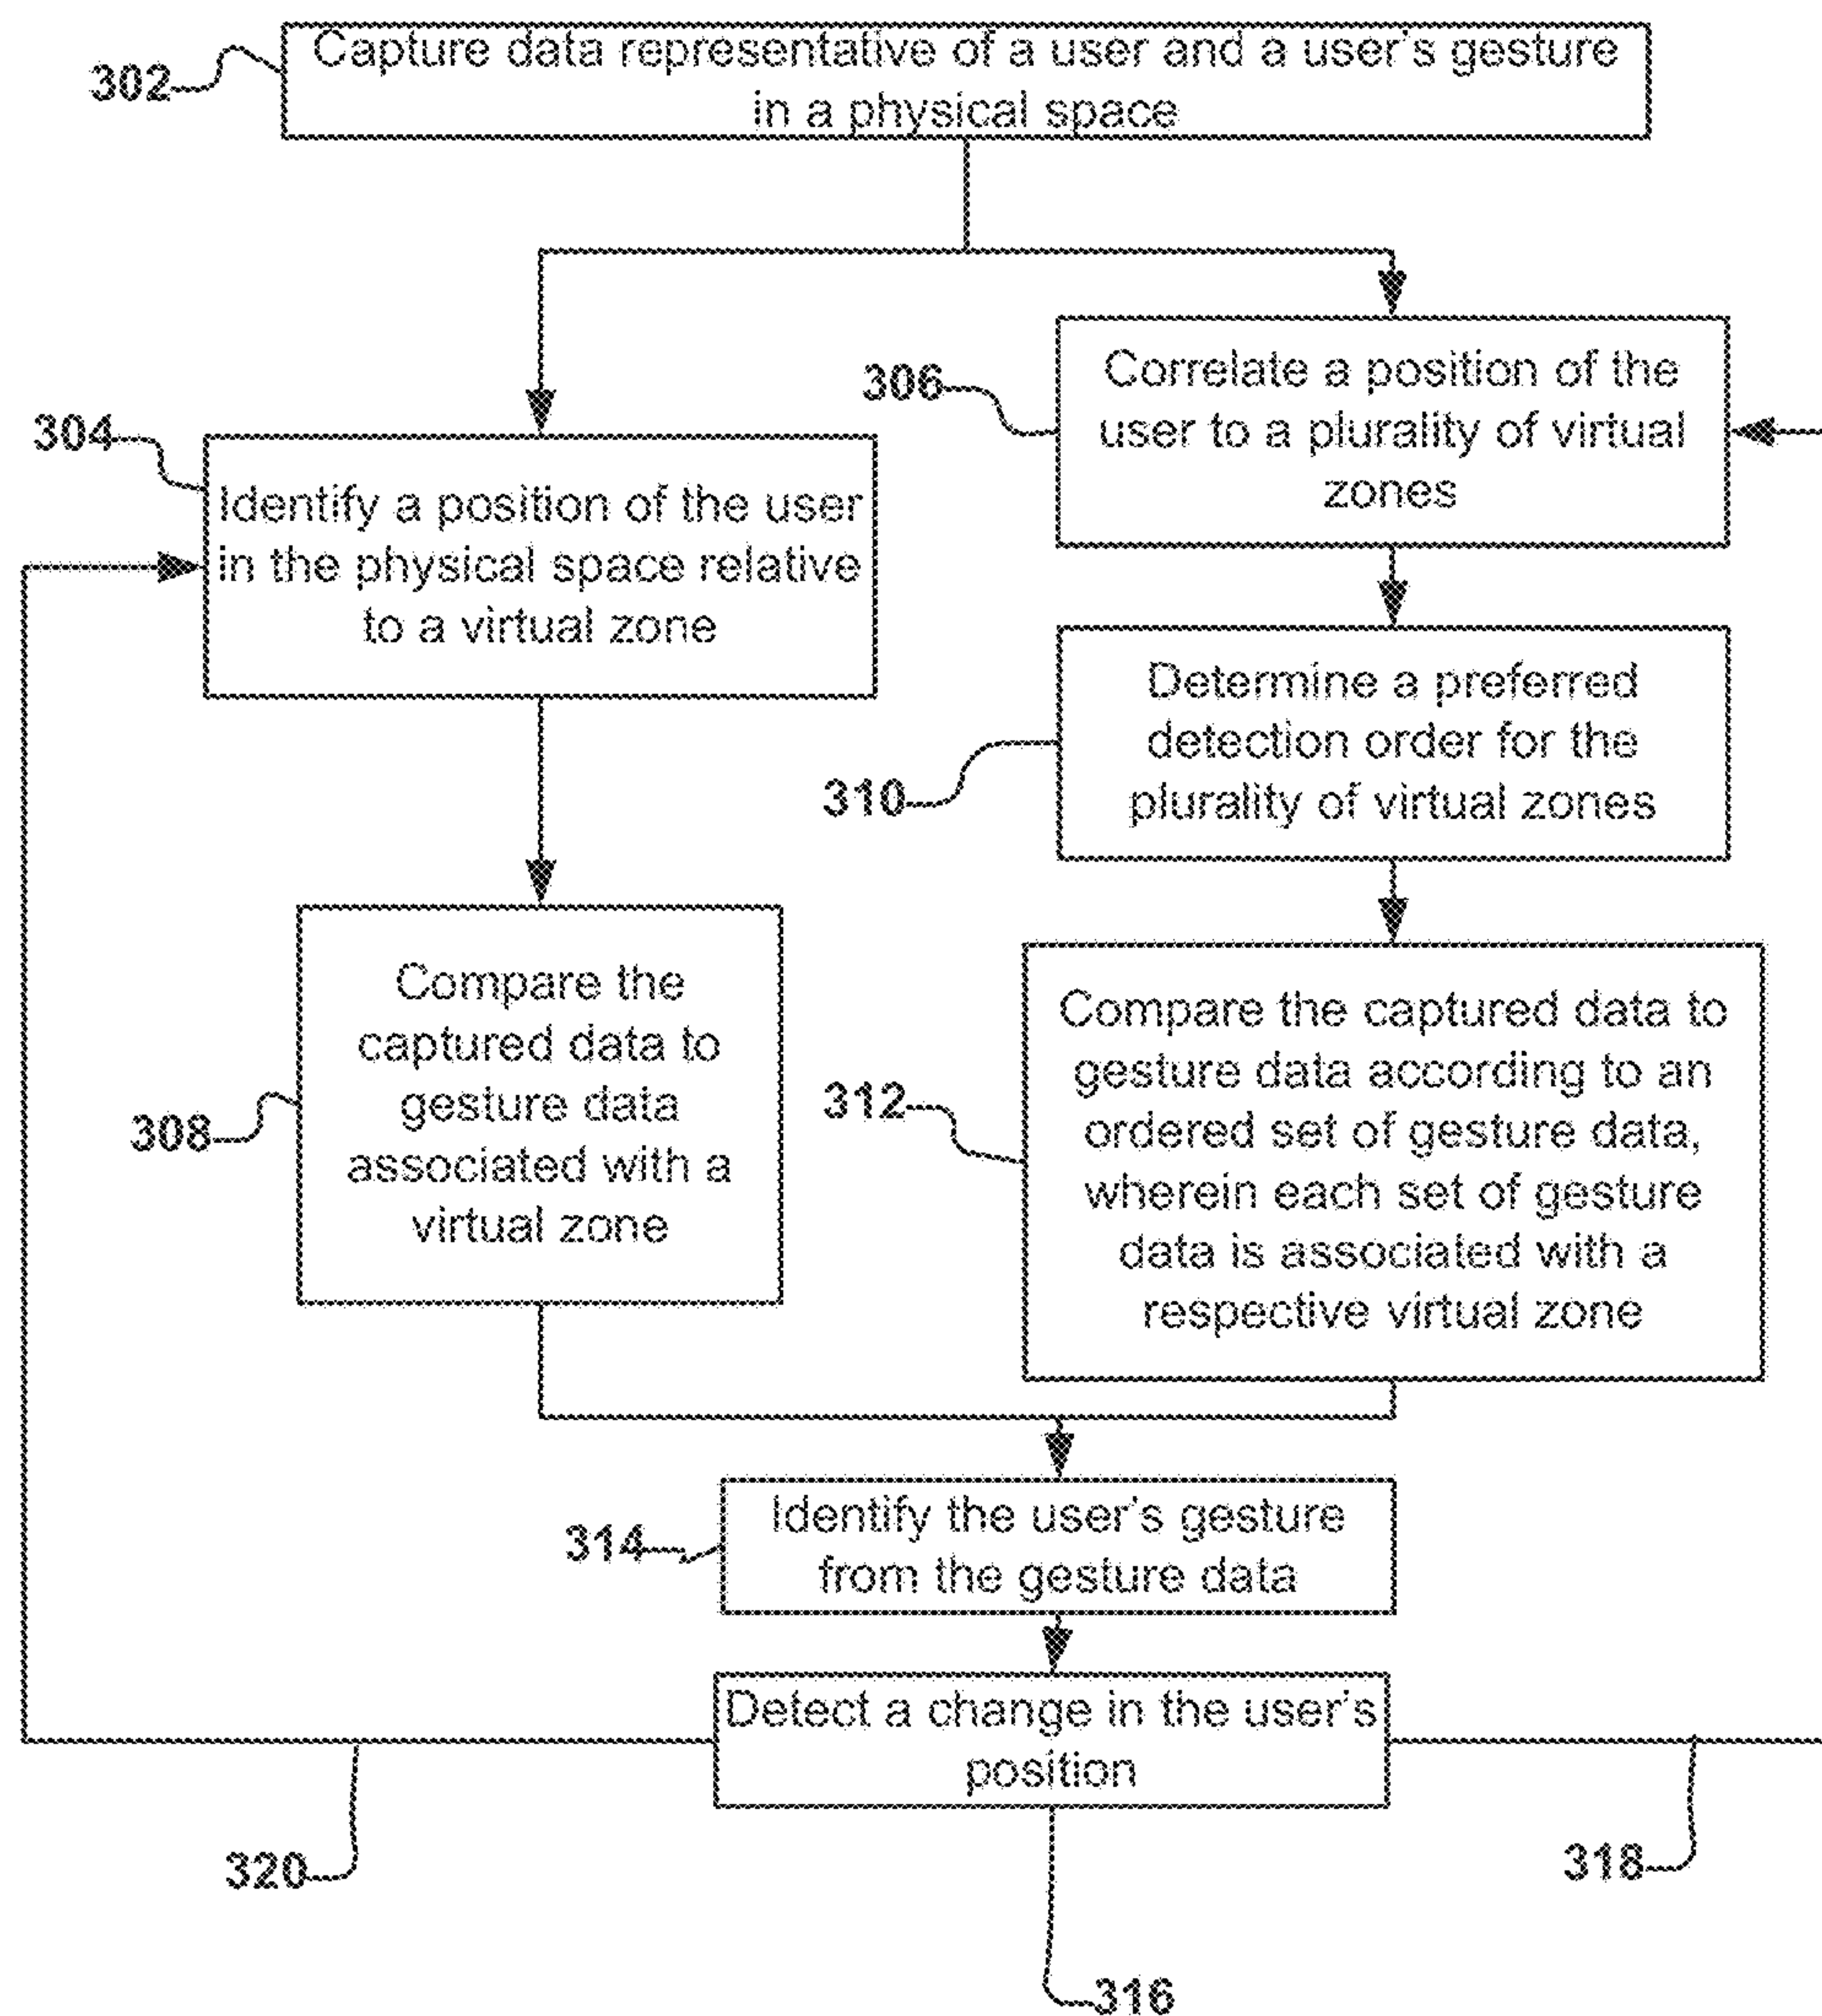 302
Capture data representative of a user and a user's gesture
in a physical space
304
Identify a position of the user
in the physical space relative
to a virtual zone
306
Correlate a position of the
user to a plurality of virtual
zones
310
Determine a preferred
detection order for the
plurality of virtual zones
308
Compare the
captured data to
gesture data
associated with a
virtual zone
312
Compare the captured data to
gesture data according to an
ordered set of gesture data,
wherein each set of gesture
data is associated with a
respective virtual zone
314
Identify the user's gesture
from the gesture data
Detect a change in the user's
position
320
318
316